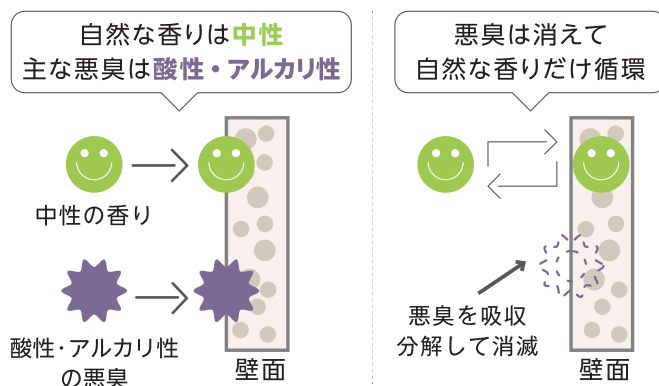 自然な香りは中性
主な悪臭は酸性・アルカリ性
中性の香り
酸性・アルカリ性
の悪臭
壁面
悪臭は消えて
自然な香りだけ循環
悪臭を吸収
分解して消滅
壁面